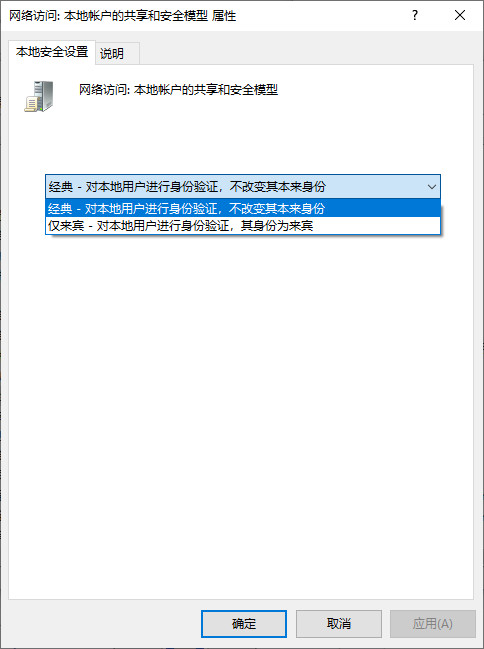 网络访问: 本地帐户的共享和安全模型 属性
?
本地安全设置
说明
网络访问: 本地帐户的共享和安全模型
经典 - 对本地用户进行身份验证，不改变其本来身份
经典 - 对本地用户进行身份验证，不改变其本来身份
仅来宾 - 对本地用户进行身份验证，其身份为来宾
确定
取消
应用(A)